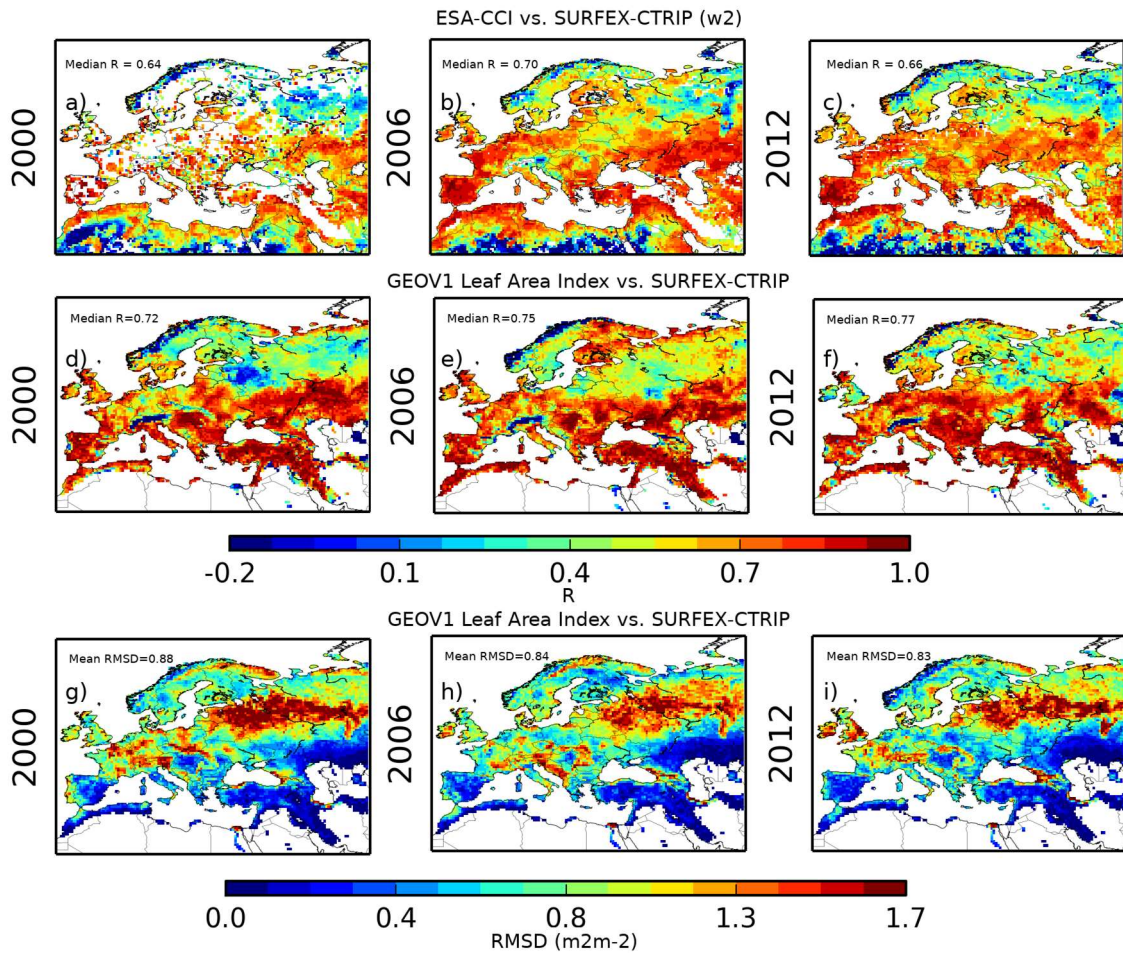 ESA-CCI vs. SURFEX-CTRIP (w2)
2000
Median R = 0.64
a)
2006
Median R = 0.70
b)
2012
Median R = 0.66
c)
GEOV1 Leaf Area Index vs. SURFEX-CTRIP
2000
Median R=0.72
d)
2006
Median R=0.75
e)
2012
Median R=0.77
f)
-0.2 0.1 0.4 0.7 1.0
R
GEOV1 Leaf Area Index vs. SURFEX-CTRIP
2000
Mean RMSD=0.88
g)
2006
Mean RMSD=0.84
h)
2012
Mean RMSD=0.83
i)
0.0 0.4 0.8 1.3 1.7
RMSD (m2m-2)